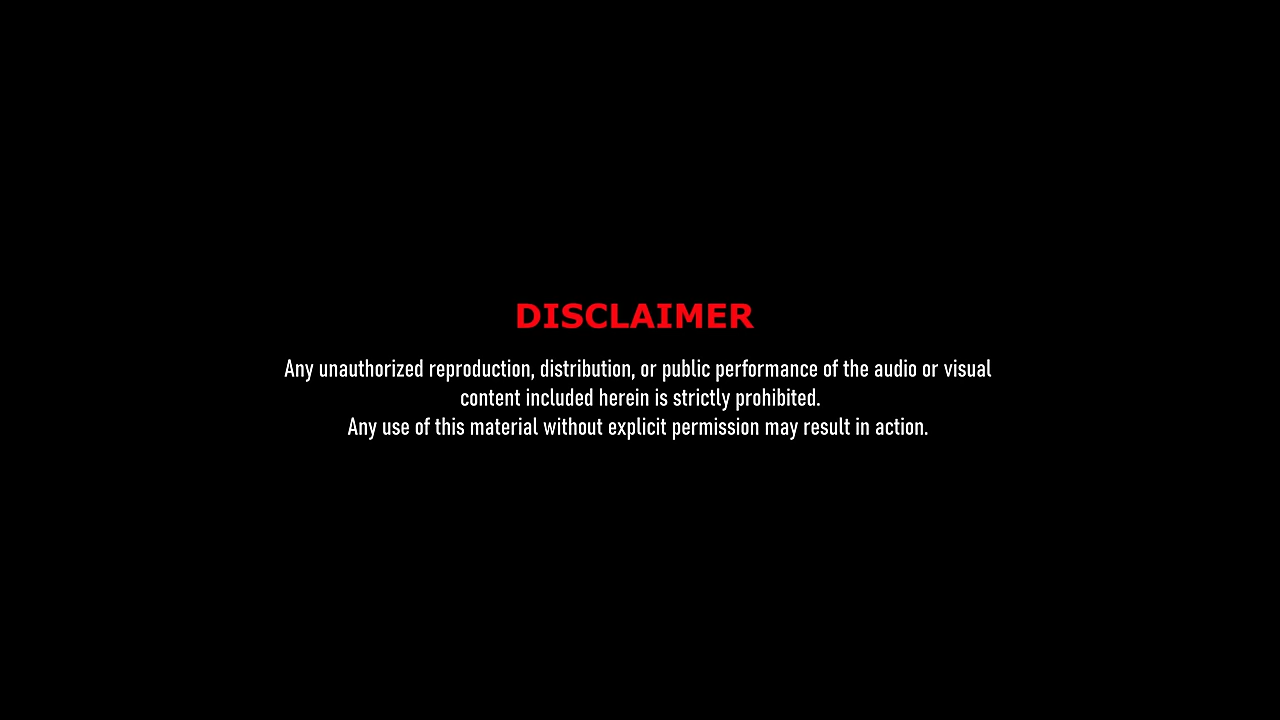 DISCLAIMER
Any unauthorized reproduction, distribution, or public performance of the audio or visual
content included herein is strictly prohibited.
Any use of this material without explicit permission may result in action.